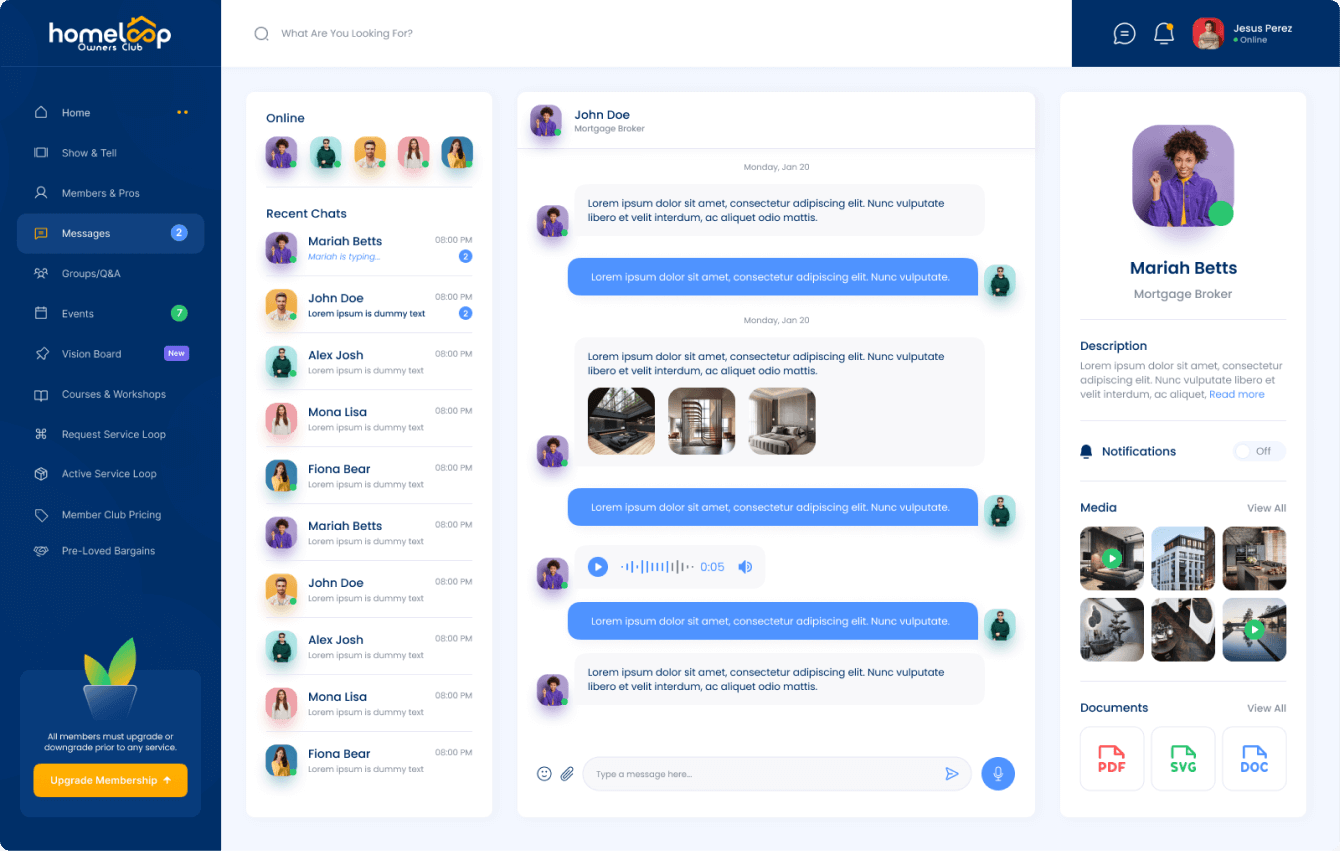 homeloop
Owners Club
What Are You Looking For?
Jesus Perez
Online
Home
Show & Tell
Members & Pros
Messages
2
Groups/Q&A
Events
7
Vision Board
New
Courses & Workshops
Request Service Loop
Active Service Loop
Member Club Pricing
Pre-Loved Bargains
All members must upgrade or
downgrade prior to any service.
Upgrade Membership
Online
Recent Chats
Mariah Betts
08:00 PM
Mariah is typing...
2
John Doe
08:00 PM
Lorem ipsum is dummy text
2
Alex Josh
08:00 PM
Lorem ipsum is dummy text
Mona Lisa
08:00 PM
Lorem ipsum is dummy text
Fiona Bear
08:00 PM
Lorem ipsum is dummy text
Mariah Betts
08:00 PM
Lorem ipsum is dummy text
John Doe
08:00 PM
Lorem ipsum is dummy text
Alex Josh
08:00 PM
Lorem ipsum is dummy text
Mona Lisa
08:00 PM
Lorem ipsum is dummy text
Fiona Bear
08:00 PM
Lorem ipsum is dummy text
John Doe
Mortgage Broker
Monday, Jan 20
Lorem ipsum dolor sit amet, consectetur adipiscing elit. Nunc vulputate
libero et velit interdum, ac aliquet odio mattis.
Lorem ipsum dolor sit amet, consectetur adipiscing elit. Nunc vulputate.
Monday, Jan 20
Lorem ipsum dolor sit amet, consectetur adipiscing elit. Nunc vulputate
libero et velit interdum, ac aliquet odio mattis.
Lorem ipsum dolor sit amet, consectetur adipiscing elit. Nunc vulputate.
0:05
Lorem ipsum dolor sit amet, consectetur adipiscing elit. Nunc vulputate.
Lorem ipsum dolor sit amet, consectetur adipiscing elit. Nunc vulputate
libero et velit interdum, ac aliquet odio mattis.
Type a message here...
Mariah Betts
Mortgage Broker
Description
Lorem ipsum dolor sit amet, consectetur
adipiscing elit. Nunc vulputate libero et
velit interdum, ac aliquet, Read more
Notifications
Off
Media
View All
Documents
View All
PDF
SVG
DOC